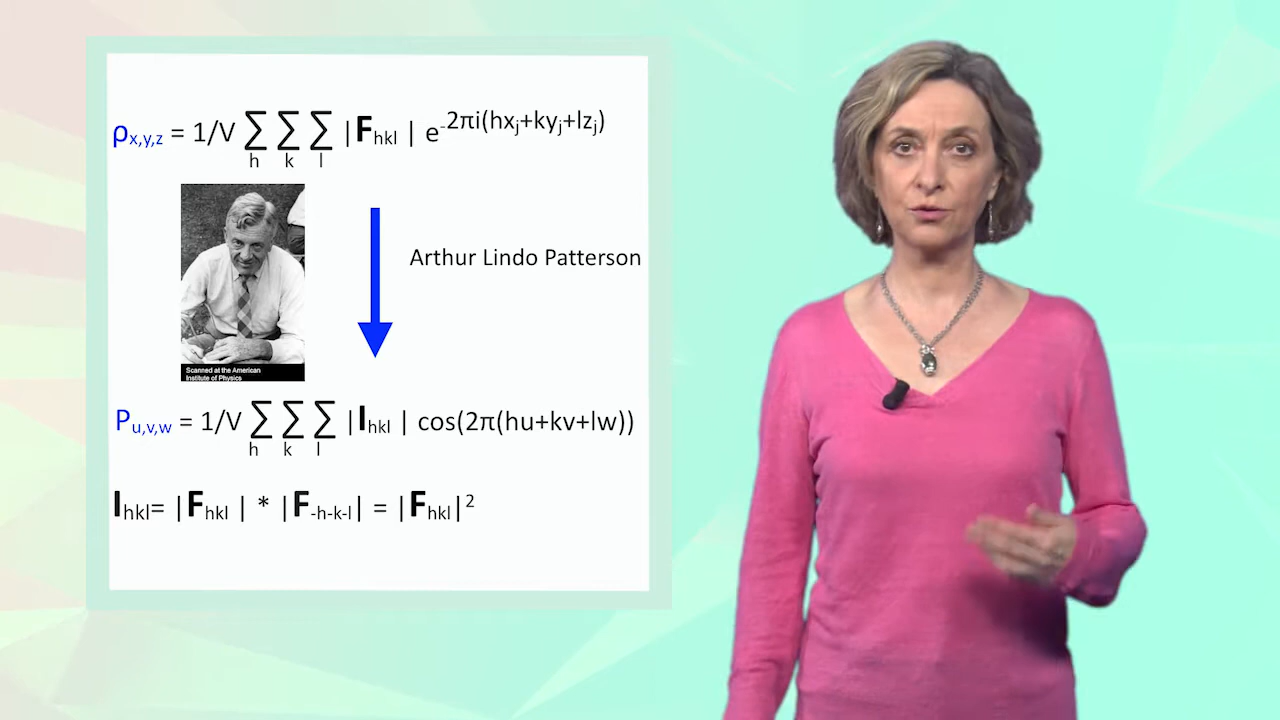 ρx,y,z = 1/V ∑ ∑ ∑ |Fhkl | e-2πi(hxj+kyj+lzj)
h k l
Arthur Lindo Patterson
Scanned at the American
Institute of Physics
Pu,v,w = 1/V ∑ ∑ ∑ |Ihkl | cos(2π(hu+kv+lw))
h k l
Ihkl= |Fhkl | * |F-h-k-l| = |Fhkl|2